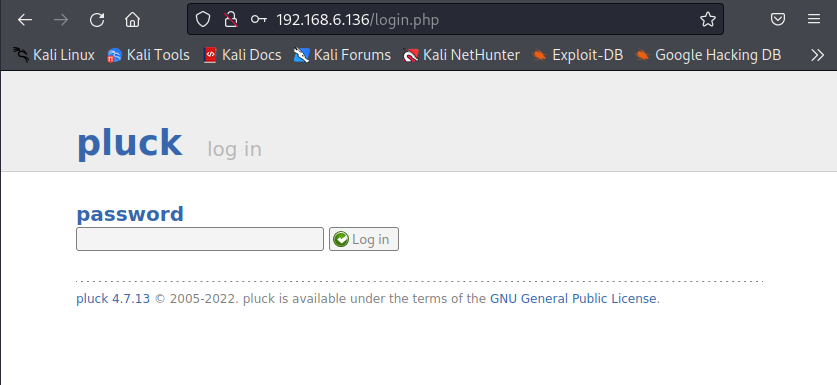 192.168.6.136/login.php
Kali Linux Kali Tools Kali Docs Kali Forums Kali NetHunter Exploit-DB Google Hacking DB
pluck log in
password
Log in
pluck 4.7.13 © 2005-2022. pluck is available under the terms of the GNU General Public License.